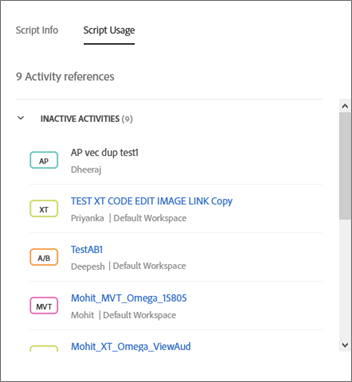 Script Info Script Usage
9 Activity references
INACTIVE ACTIVITIES (9)
AP AP vec dup test1
Dheeraj
XT TEST XT CODE EDIT IMAGE LINK Copy
Priyanka | Default Workspace
A/B TestAB1
Deepesh | Default Workspace
MVT Mohit_MVT_Omega_15805
Mohit | Default Workspace
Mohit_XT_Omega_ViewAud